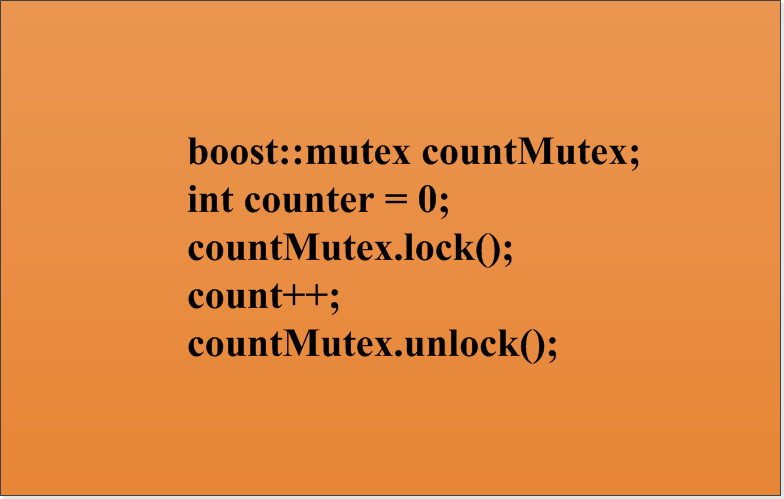 boost::mutex countMutex;
int counter = 0;
countMutex.lock();
count++;
countMutex.unlock();